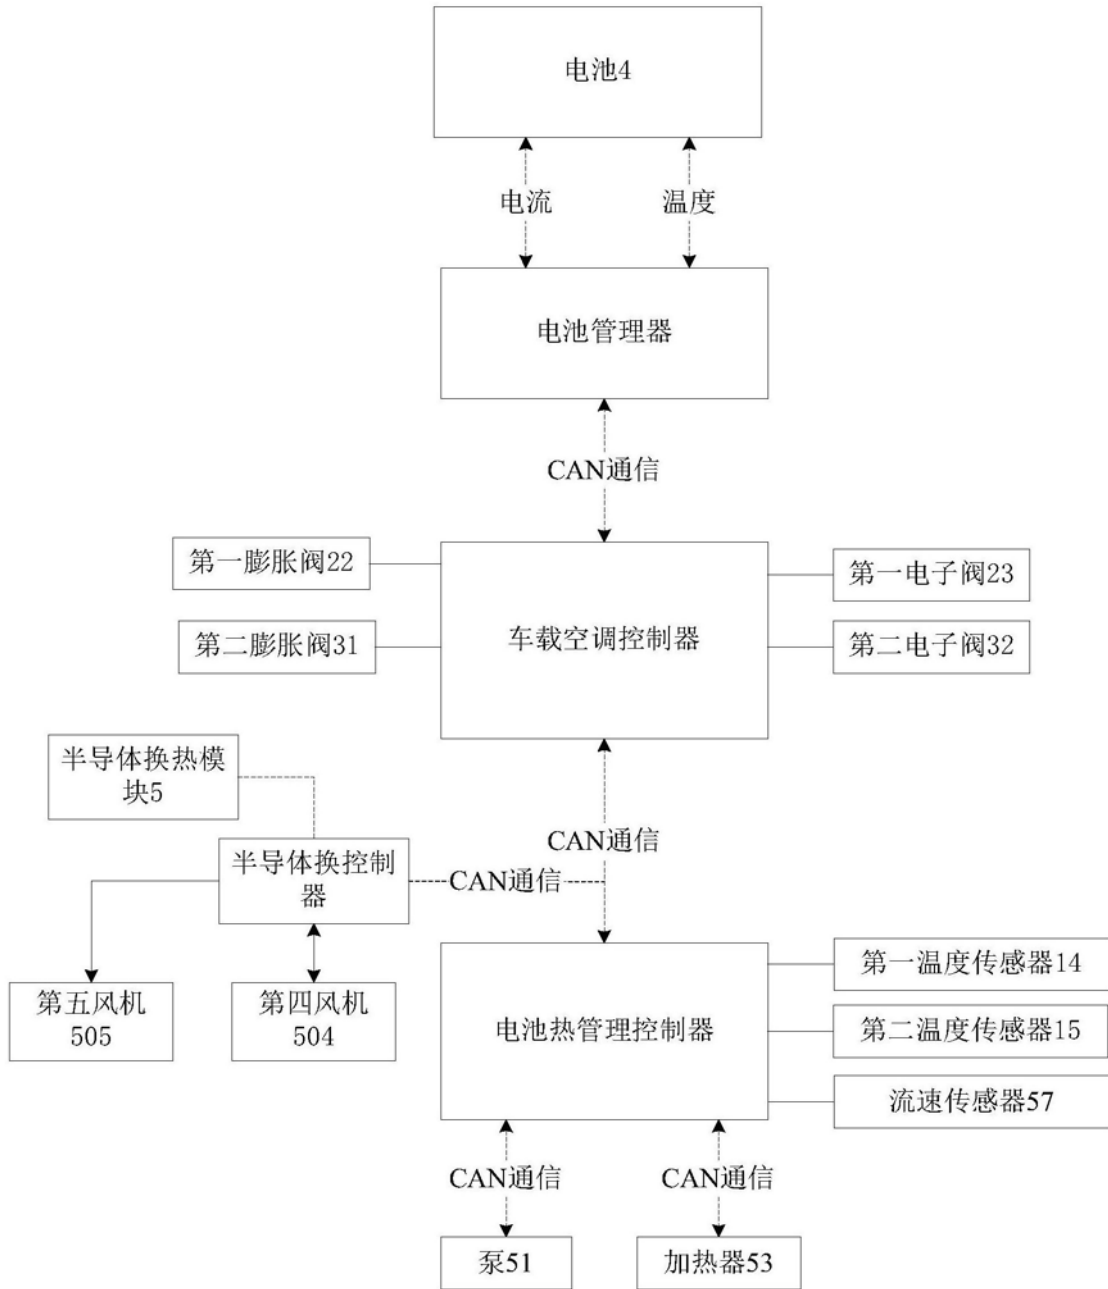 电池4
电流
温度
电池管理器
CAN通信
第一膨胀阀22
第一电子阀23
车载空调控制器
第二膨胀阀31
第二电子阀32
半导体换热模
块5
CAN通信
半导体换控制
器
CAN通信
第一温度传感器14
第五风机
505
第四风机
504
电池热管理控制器
第二温度传感器15
流速传感器57
CAN通信
CAN通信
泵51
加热器53